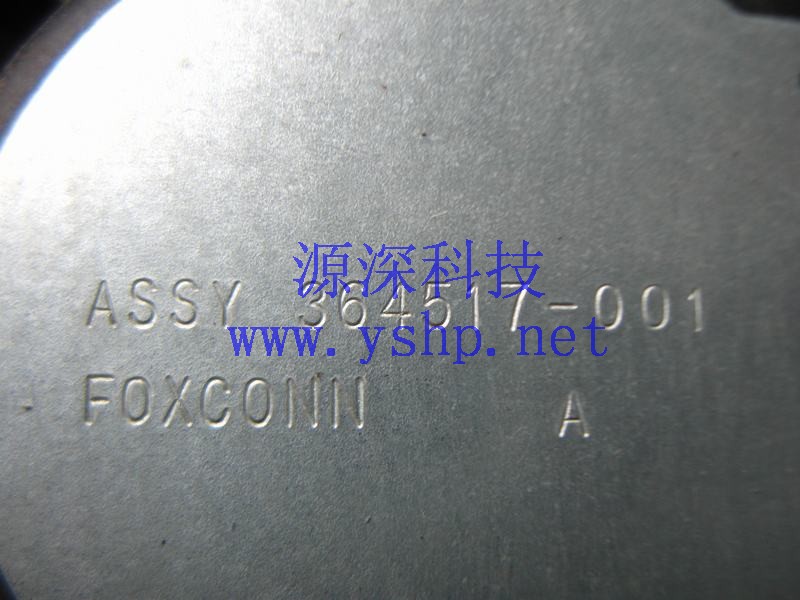 源深科技
ASSY 364517-001
www.yshp.net
FOXCONN A